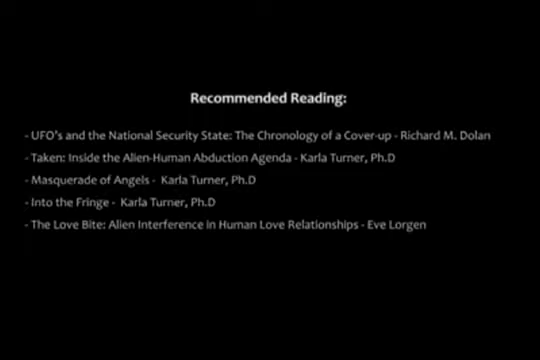 Recommended Reading:
- UFO's and the National Security State: The Chronology of a Cover-up - Richard M. Dolan
- Taken: Inside the Alien-Human Abduction Agenda - Karla Turner, Ph.D
- Masquerade of Angels - Karla Turner, Ph.D
- Into the Fringe - Karla Turner, Ph.D
- The Love Bite: Alien Interference in Human Love Relationships - Eve Lorgen